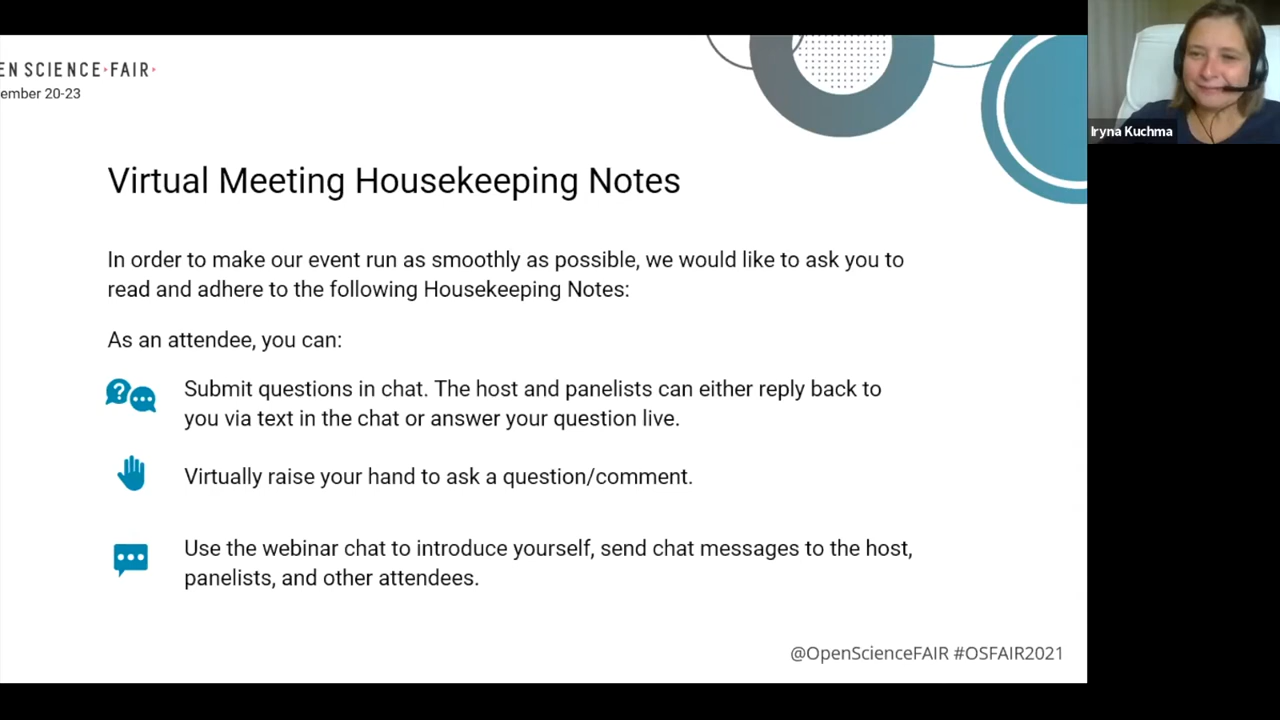 EN SCIENCE FAIR
ember 20-23
Iryna Kuchma
Virtual Meeting Housekeeping Notes
In order to make our event run as smoothly as possible, we would like to ask you to
read and adhere to the following Housekeeping Notes:
As an attendee, you can:
Submit questions in chat. The host and panelists can either reply back to
you via text in the chat or answer your question live.
Virtually raise your hand to ask a question/comment.
Use the webinar chat to introduce yourself, send chat messages to the host,
panelists, and other attendees.
@OpenScienceFAIR #OSFAIR2021